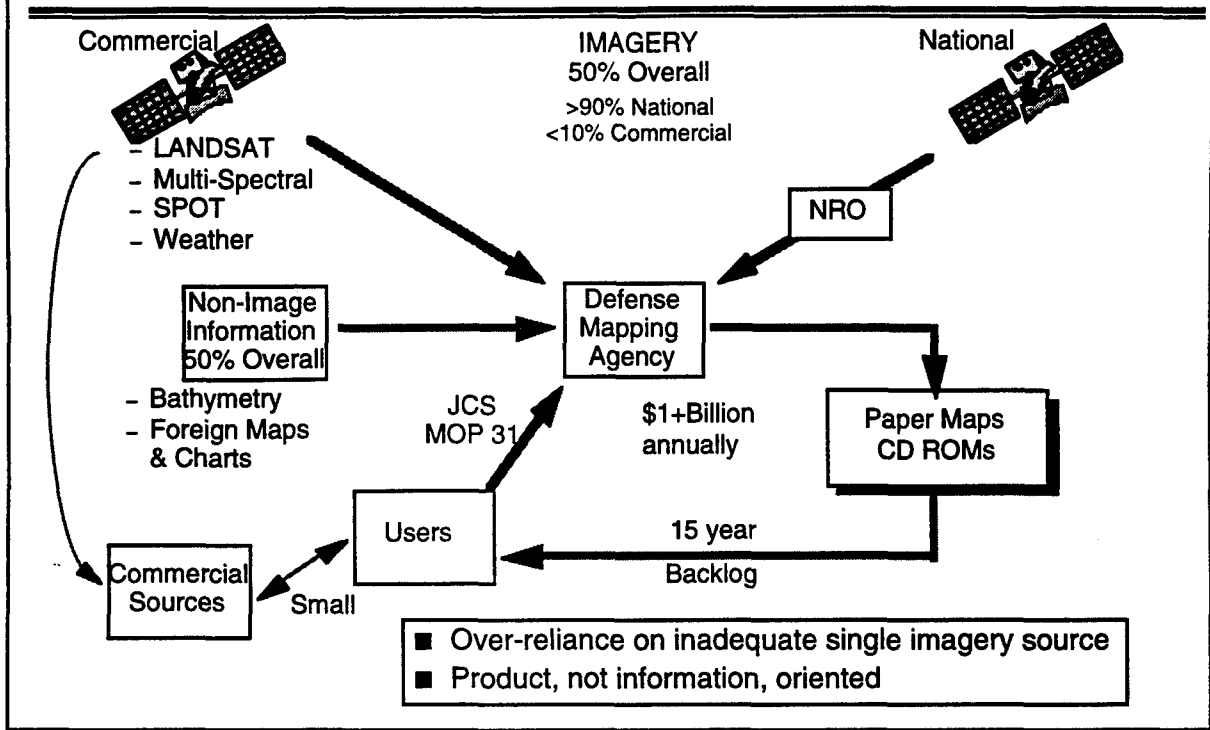 Commercial
IMAGERY
50% Overall
>90% National
<10% Commercial
National
– LANDSAT
– Multi-Spectral
– SPOT
– Weather
NRO
Non-Image
Information
50% Overall
Defense
Mapping
Agency
– Bathymetry
– Foreign Maps
& Charts
JCS
MOP 31
$1+Billion
annually
Paper Maps
CD ROMs
Users
15 year
Backlog
Commercial
Sources
Small
■ Over-reliance on inadequate single imagery source
■ Product, not information, oriented